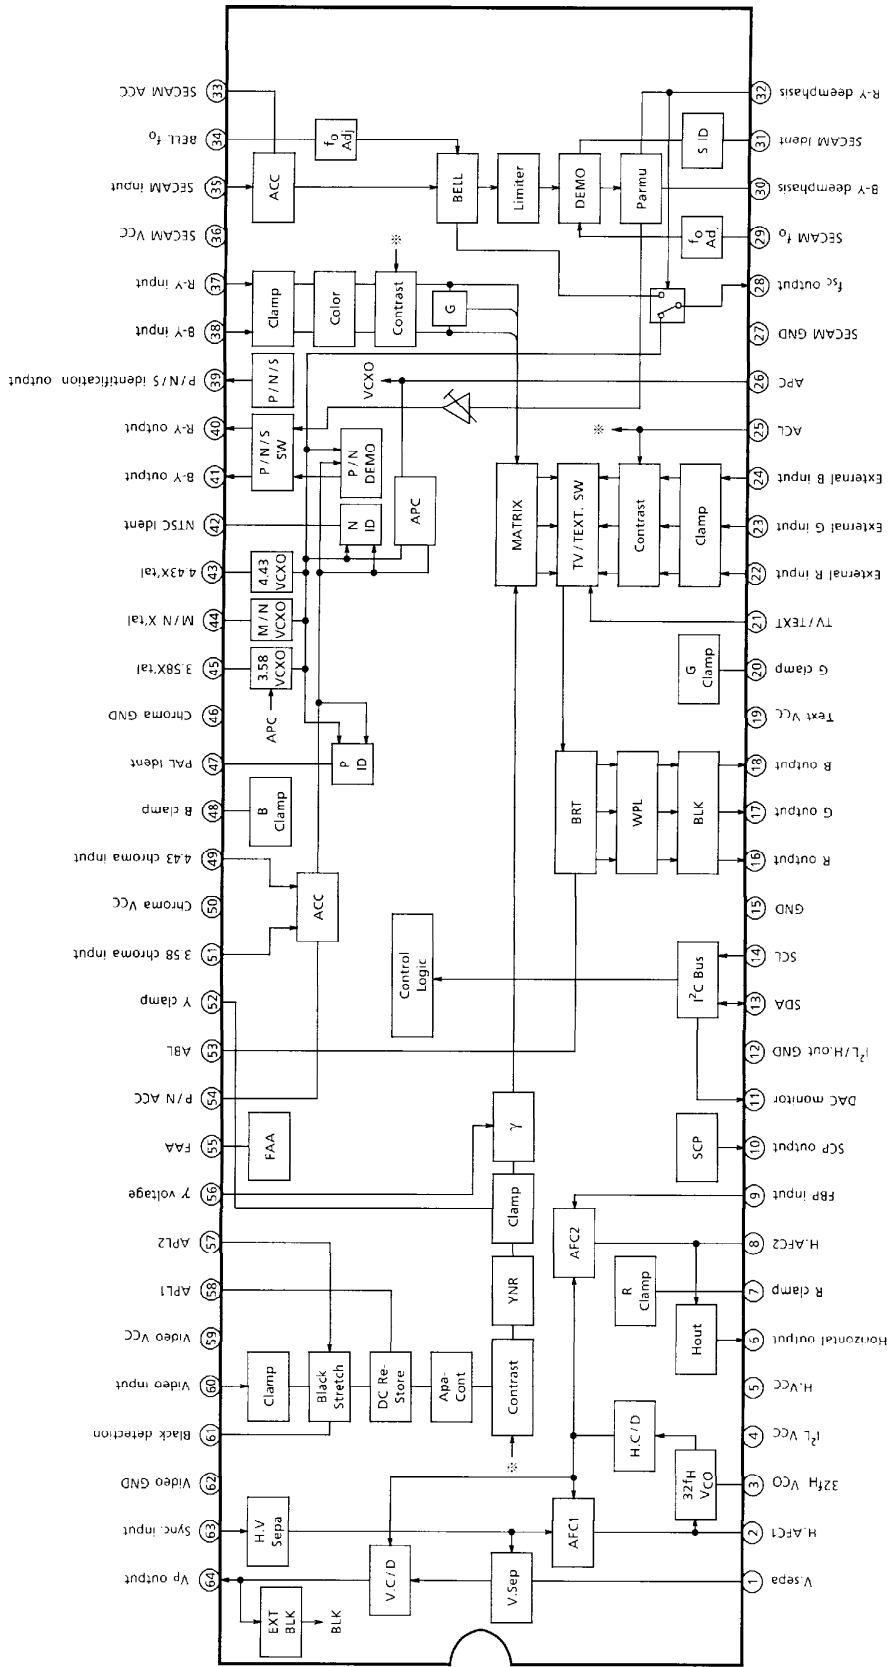 33 SECAM ACC
34 BELL fo
35 SECAM input
36 SECAM Vcc
37 R-Y input
38 B-Y input
39 P/N/S identification output
40 R-Y output
41 B-Y output
42 NTSC Ident
43 4.43X'tal
44 M/N X'tal
45 3.58X'tal
46 Chroma GND
47 PAL Ident
48 B clamp
49 4.43 chroma input
50 Chroma Vcc
51 3.58 chroma input
52 Y clamp
53 ABL
54 P/N ACC
55 FAA
56 γ voltage
57 APL2
58 APL1
59 Video Vcc
60 Video input
61 Black detection
62 Video GND
63 Sync. input
64 Vp output
fo
Adj
ACC
BELL
Limiter
DEMO
Parmu
S ID
fo
Adj.
Clamp
Color
※
Contrast
G
P/N/S
VCXO
P/N/S
SW
P/N
DEMO
N
ID
APC
MATRIX
TV/TEXT. SW
※
Contrast
Clamp
4.43
VCXO
M/N
VCXO
3.58
VCXO
APC
P
ID
G
Clamp
B
Clamp
BRT
WPL
BLK
ACC
Control
Logic
I²C Bus
FAA
γ
SCP
Clamp
AFC2
YNR
R
Clamp
Hout
Clamp
Black
Stretch
DC Re-
Store
Apa-
Cont
Contrast
※
H.C/D
32fH
VCO
H.V
Sepa
AFC1
V.C/D
V.Sep
EXT
BLK
BLK
32 R-Y deemphasis
31 SECAM Ident
30 B-Y deemphasis
29 SECAM fo
28 fsc output
27 SECAM GND
26 APC
25 ACL
24 External B input
23 External G input
22 External R input
21 TV/TEXT
20 G clamp
19 Text Vcc
18 B output
17 G output
16 R output
15 GND
14 SCL
13 SDA
12 I²L/H.out GND
11 DAC monitor
10 SCP output
9 FBP input
8 H.AFC2
7 R clamp
6 Horizontal output
5 H.Vcc
4 I²L Vcc
3 32fH VCO
2 H.AFC1
1 V.sepa